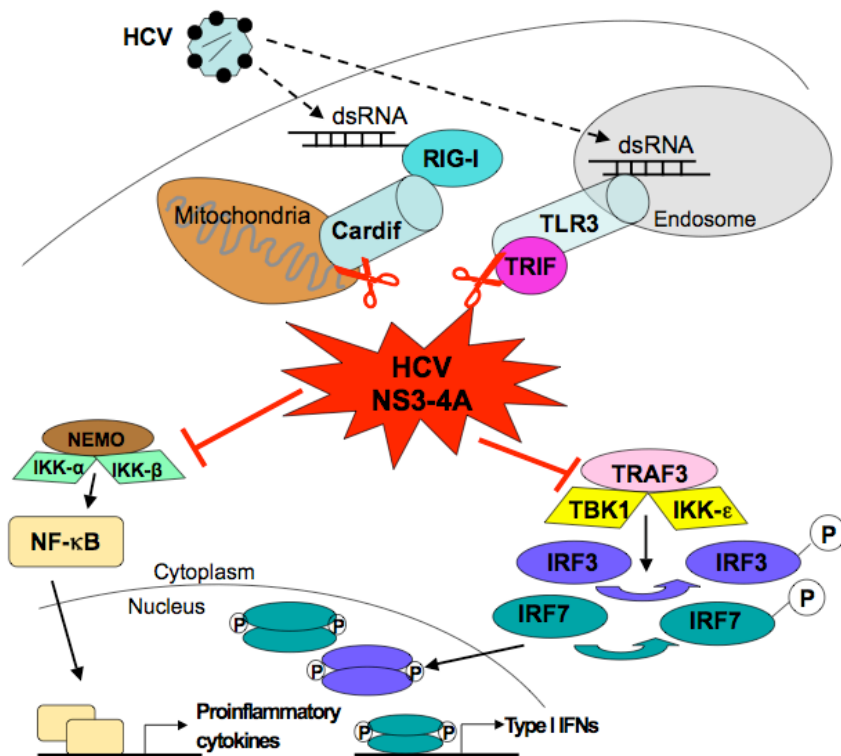 HCV
dsRNA
RIG-I
dsRNA
Mitochondria
Cardif
TLR3
Endosome
TRIF
HCV
NS3-4A
NEMO
IKK-α
IKK-β
TRAF3
TBK1
IKK-ε
NF-κB
IRF3
IRF3
P
IRF7
IRF7
P
Cytoplasm
Nucleus
P
P
P
P
Proinflammatory
cytokines
P
P
Type I IFNs